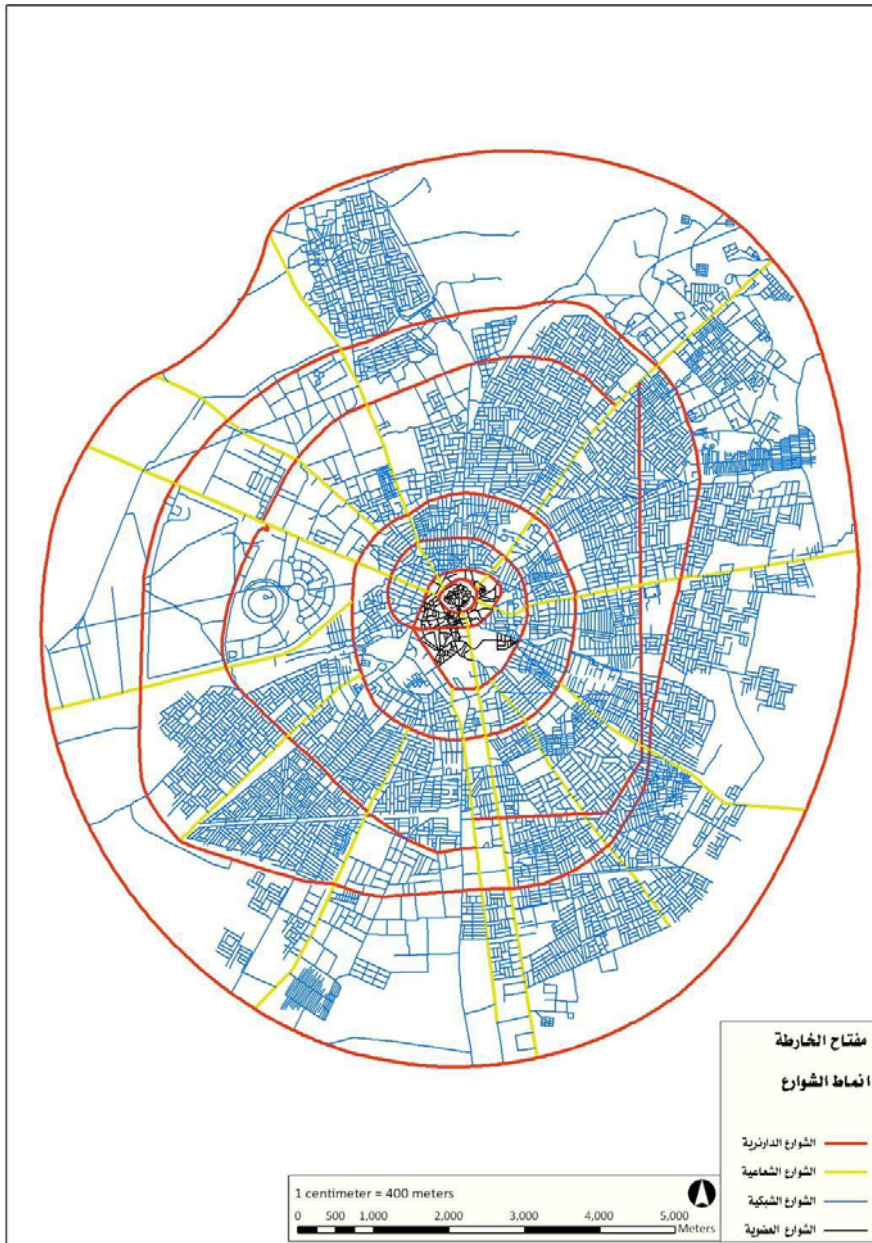 مفتاح الخارطة
انماط الشوارع
الشوارع الدائرية
الشوارع الشعاعية
الشوارع الشبكية
الشوارع العضوية
1 centimeter = 400 meters
0 500 1,000 2,000 3,000 4,000 5,000
Meters